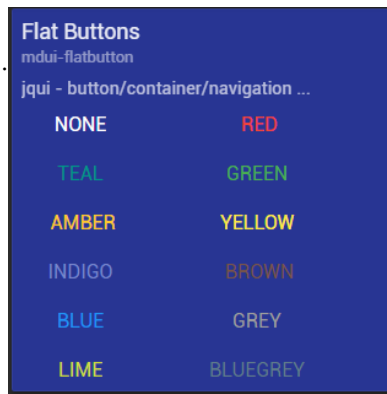 Flat Buttons
mdui-flatbutton
jqui - button/container/navigation ...
NONE RED
TEAL GREEN
AMBER YELLOW
INDIGO BROWN
BLUE GREY
LIME BLUEGREY